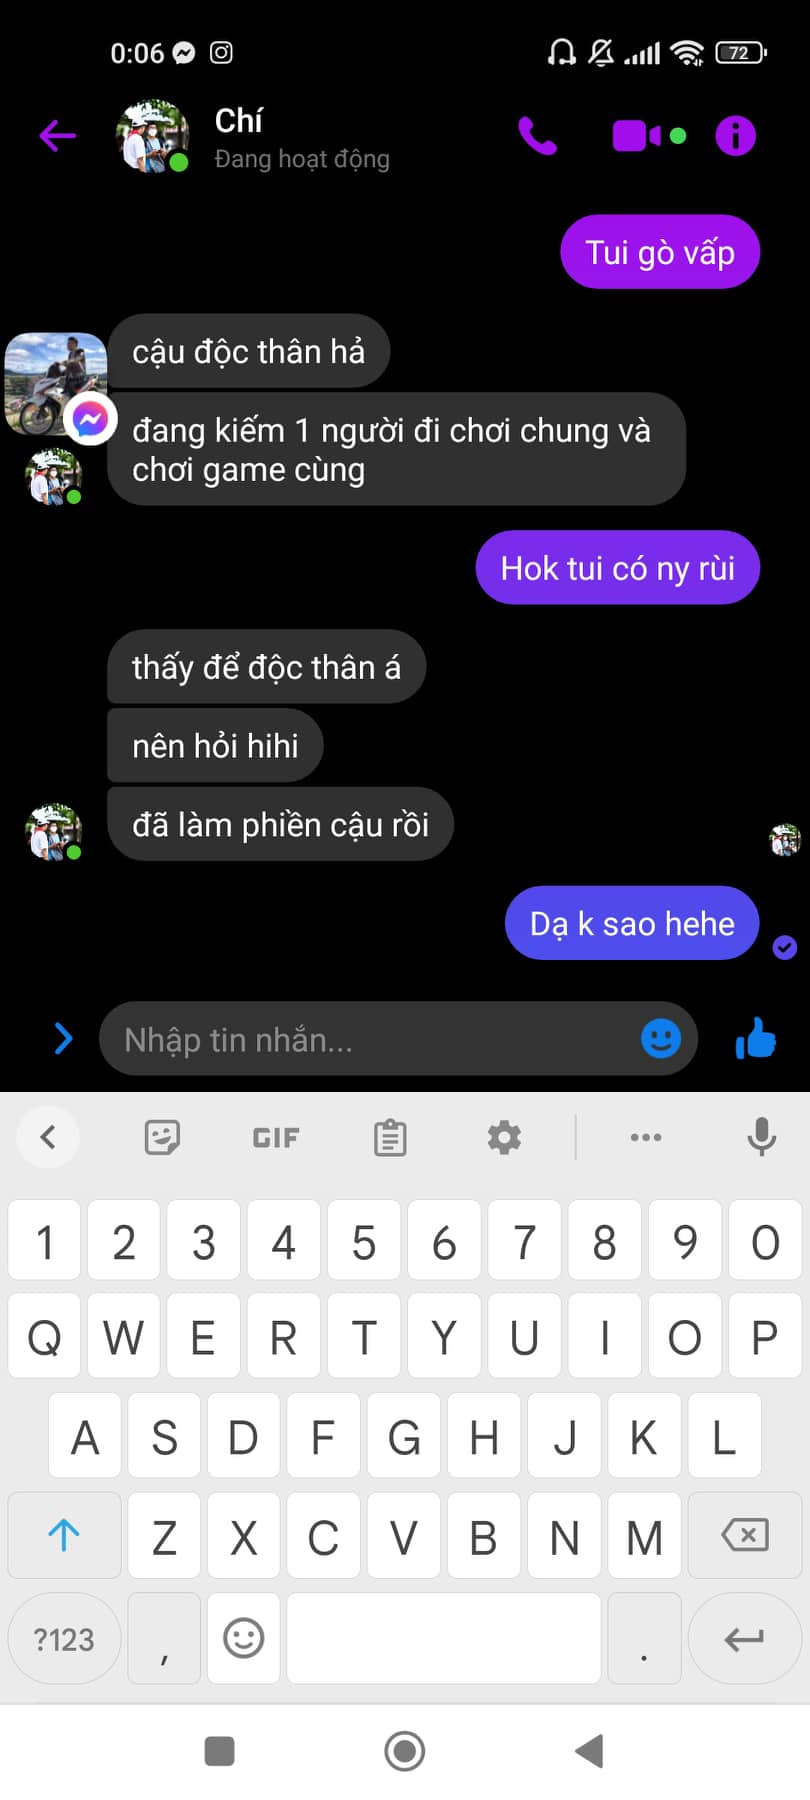 0:06
72
Chí
Đang hoạt động
Tui gò vấp
cậu độc thân hả
đang kiếm 1 người đi chơi chung và
chơi game cùng
Hok tui có ny rùi
thấy để độc thân á
nên hỏi hihi
đã làm phiền cậu rồi
Dạ k sao hehe
Nhập tin nhắn...
GIF
1 2 3 4 5 6 7 8 9 0
Q W E R T Y U I O P
A S D F G H J K L
Z X C V B N M
?123 , .